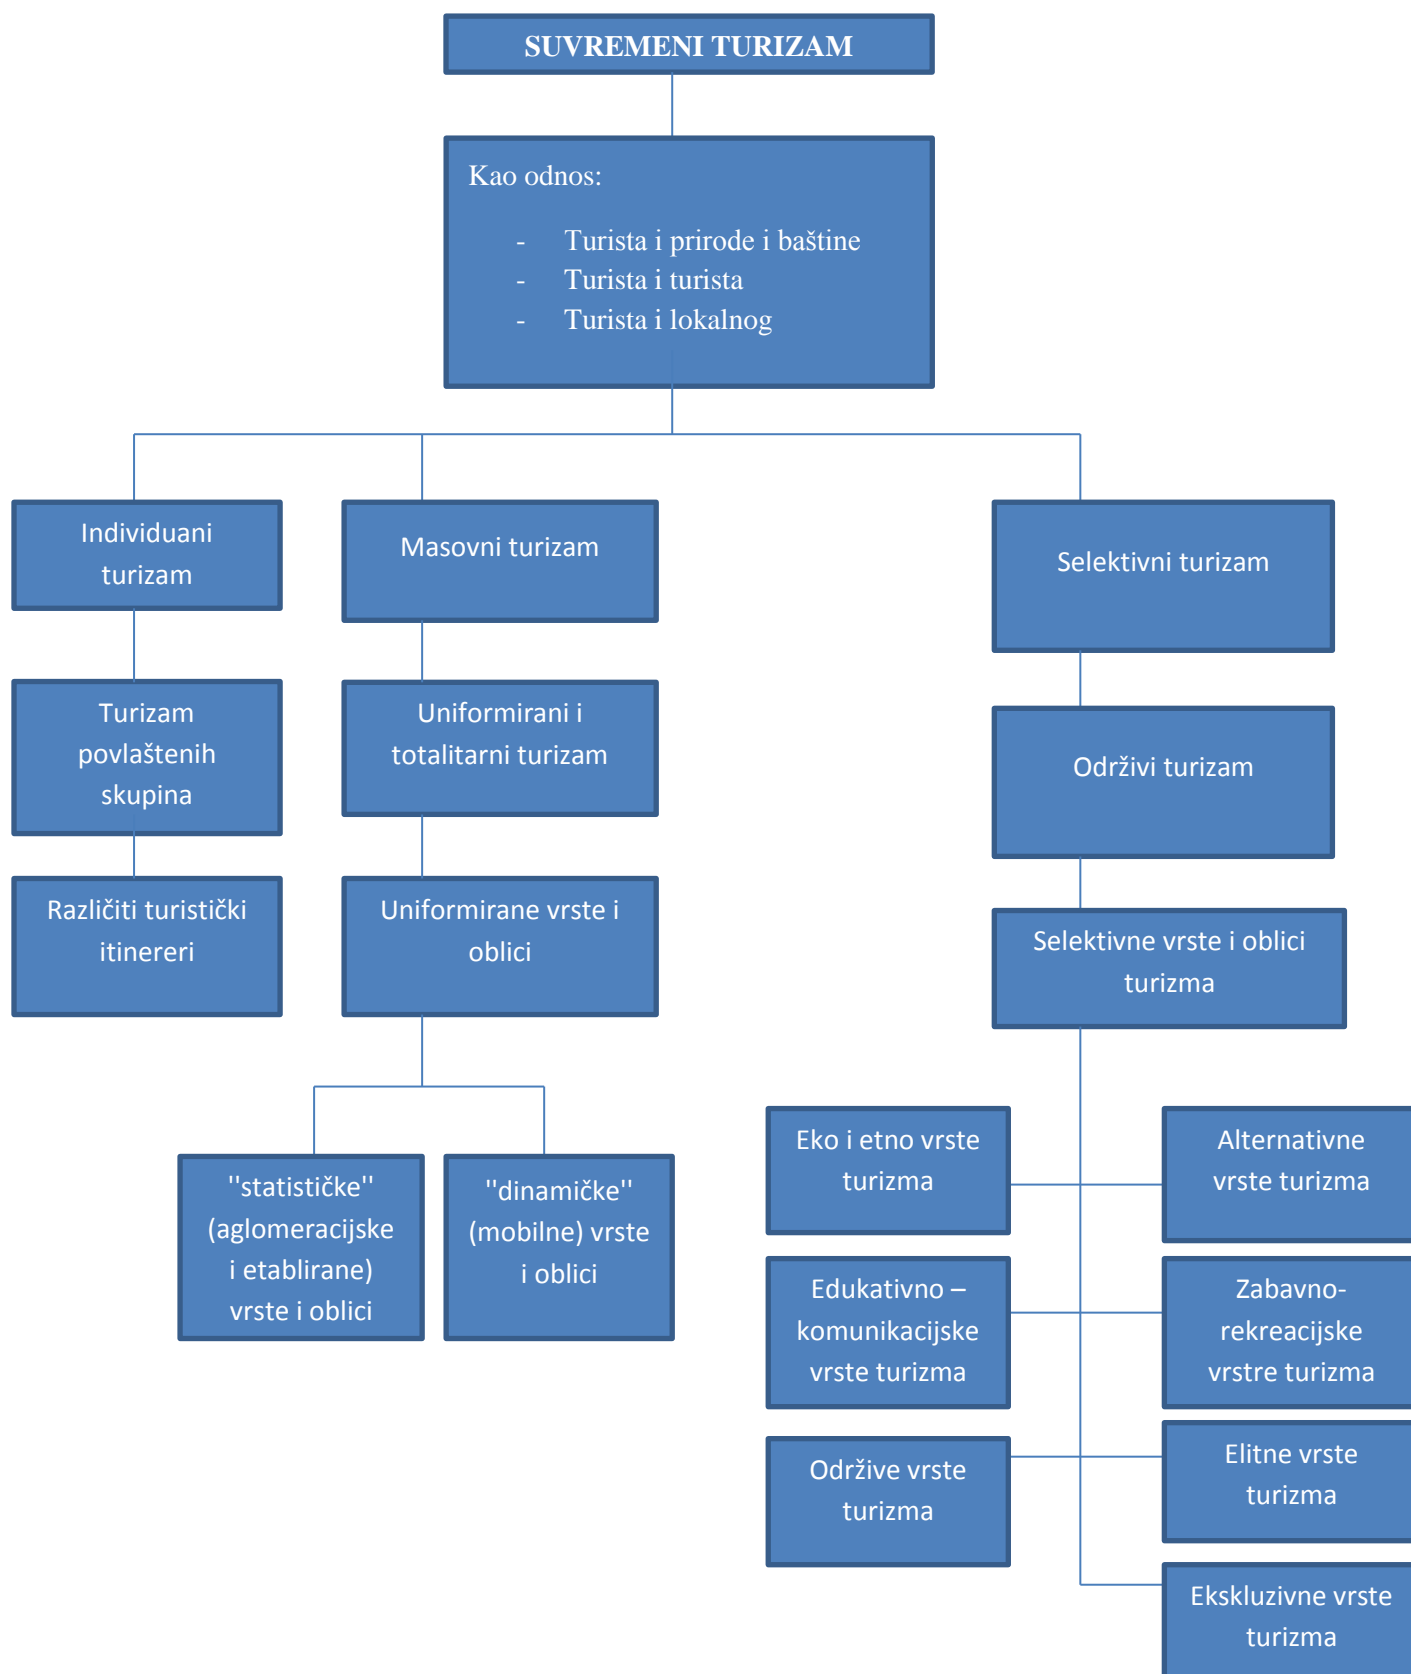 SUVREMENI TURIZAM
Kao odnos:
- Turista i prirode i baštine
- Turista i turista
- Turista i lokalnog
Individuani
turizam
Masovni turizam
Selektivni turizam
Turizam
povlaštenih
skupina
Uniformirani i
totalitarni turizam
Održivi turizam
Različiti turistički
itinereri
Uniformirane vrste i
oblici
Selektivne vrste i oblici
turizma
''statističke''
(aglomeracijske
i etablirane)
vrste i oblici
''dinamičke''
(mobilne) vrste
i oblici
Eko i etno vrste
turizma
Alternativne
vrste turizma
Edukativno –
komunikacijske
vrste turizma
Zabavno-
rekreacijske
vrstre turizma
Održive vrste
turizma
Elitne vrste
turizma
Ekskluzivne vrste
turizma